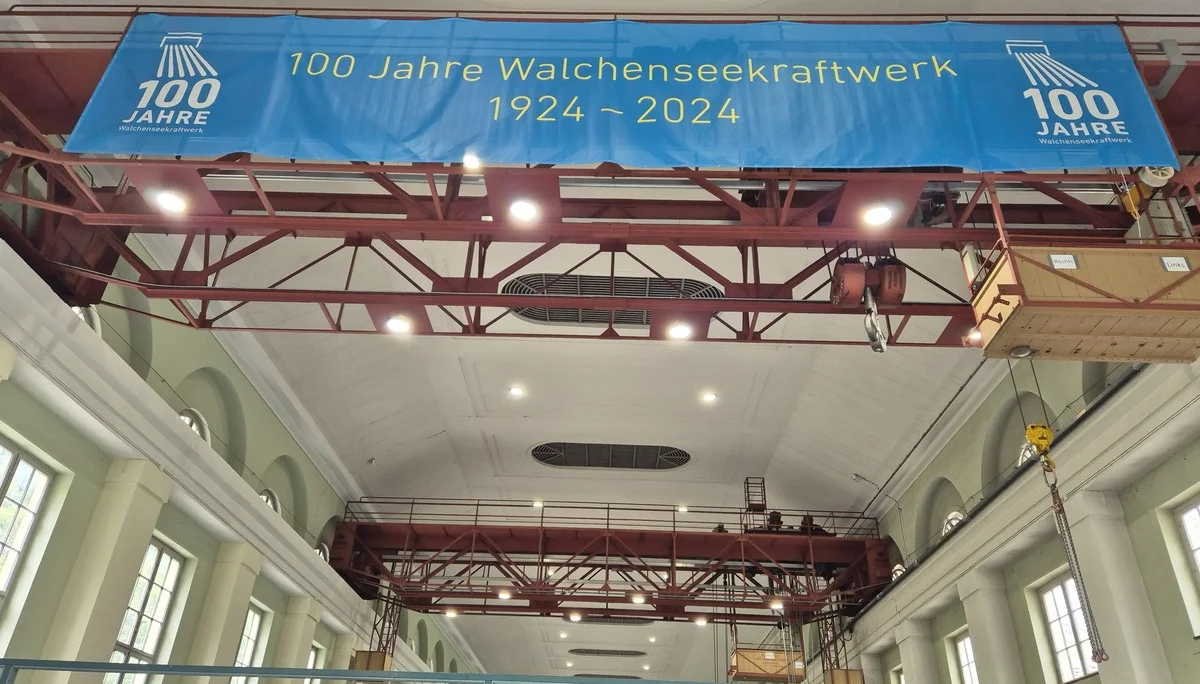 100
JAHRE
Walchenseekraftwerk
100 Jahre Walchenseekraftwerk
1924 ~ 2024
100
JAHRE
Walchenseekraftwerk
Rechts
Links